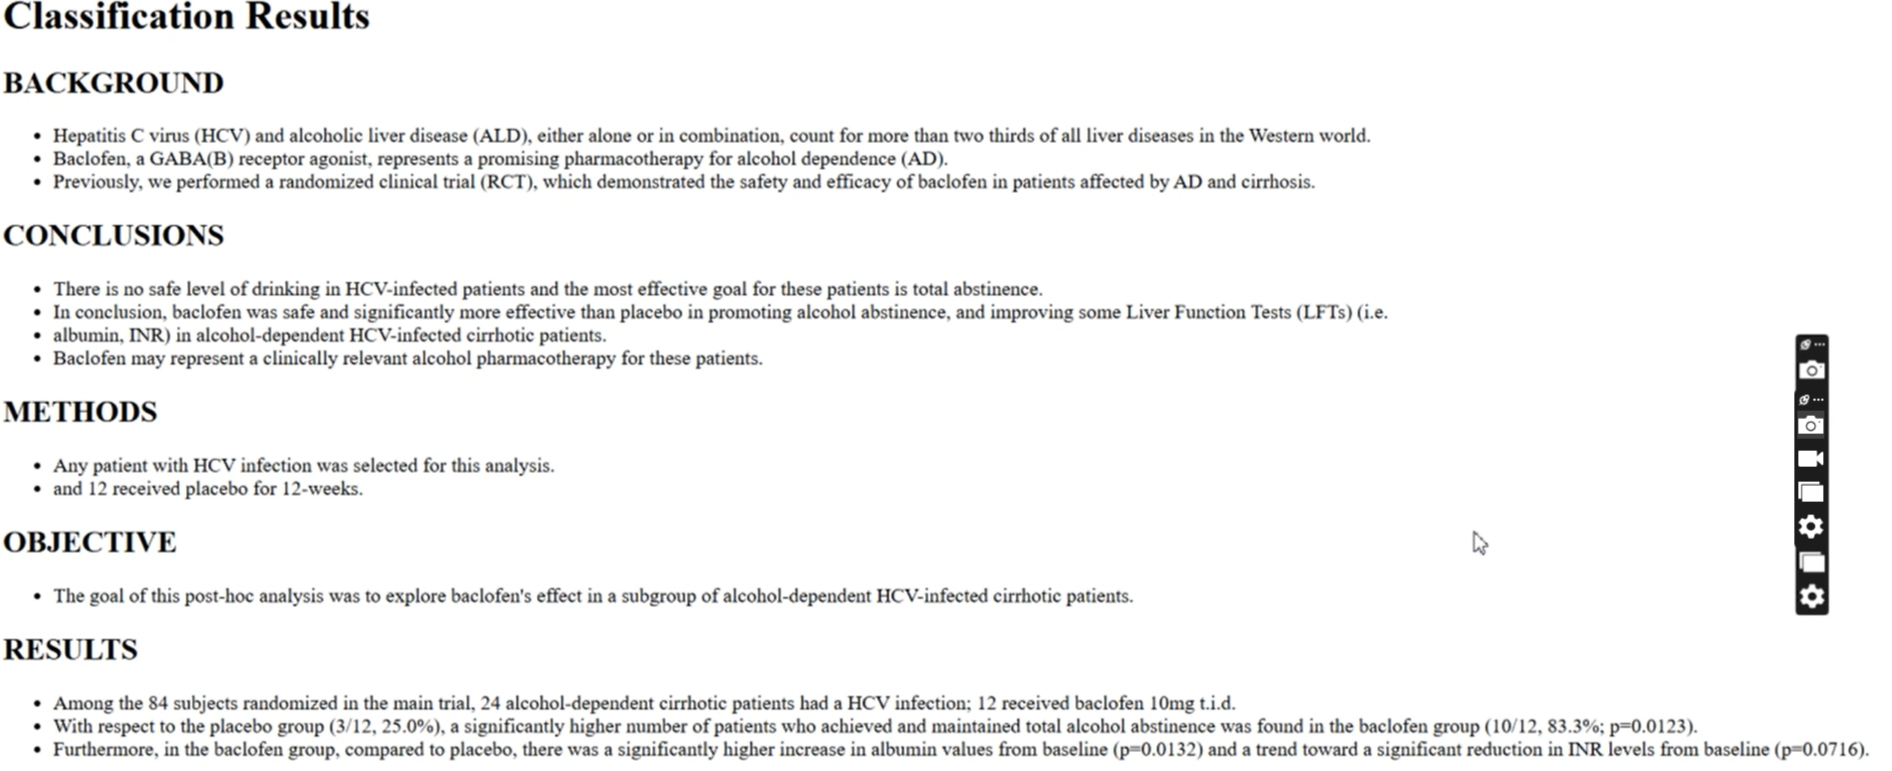 Classification Results
BACKGROUND
• Hepatitis C virus (HCV) and alcoholic liver disease (ALD), either alone or in combination, count for more than two thirds of all liver diseases in the Western world.
• Baclofen, a GABA(B) receptor agonist, represents a promising pharmacotherapy for alcohol dependence (AD).
• Previously, we performed a randomized clinical trial (RCT), which demonstrated the safety and efficacy of baclofen in patients affected by AD and cirrhosis.
CONCLUSIONS
• There is no safe level of drinking in HCV-infected patients and the most effective goal for these patients is total abstinence.
• In conclusion, baclofen was safe and significantly more effective than placebo in promoting alcohol abstinence, and improving some Liver Function Tests (LFTs) (i.e.
• albumin, INR) in alcohol-dependent HCV-infected cirrhotic patients.
• Baclofen may represent a clinically relevant alcohol pharmacotherapy for these patients.
METHODS
• Any patient with HCV infection was selected for this analysis.
• and 12 received placebo for 12-weeks.
OBJECTIVE
• The goal of this post-hoc analysis was to explore baclofen's effect in a subgroup of alcohol-dependent HCV-infected cirrhotic patients.
RESULTS
• Among the 84 subjects randomized in the main trial, 24 alcohol-dependent cirrhotic patients had a HCV infection; 12 received baclofen 10mg t.i.d.
• With respect to the placebo group (3/12, 25.0%), a significantly higher number of patients who achieved and maintained total alcohol abstinence was found in the baclofen group (10/12, 83.3%; p=0.0123).
• Furthermore, in the baclofen group, compared to placebo, there was a significantly higher increase in albumin values from baseline (p=0.0132) and a trend toward a significant reduction in INR levels from baseline (p=0.0716).